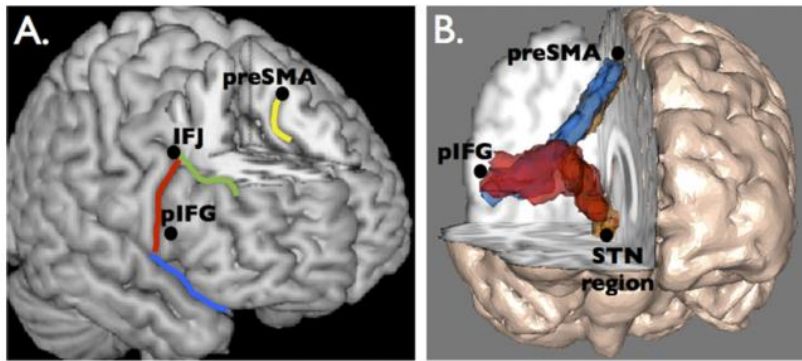 A.
preSMA
IFJ
pIFG
B.
preSMA
pIFG
STN
region